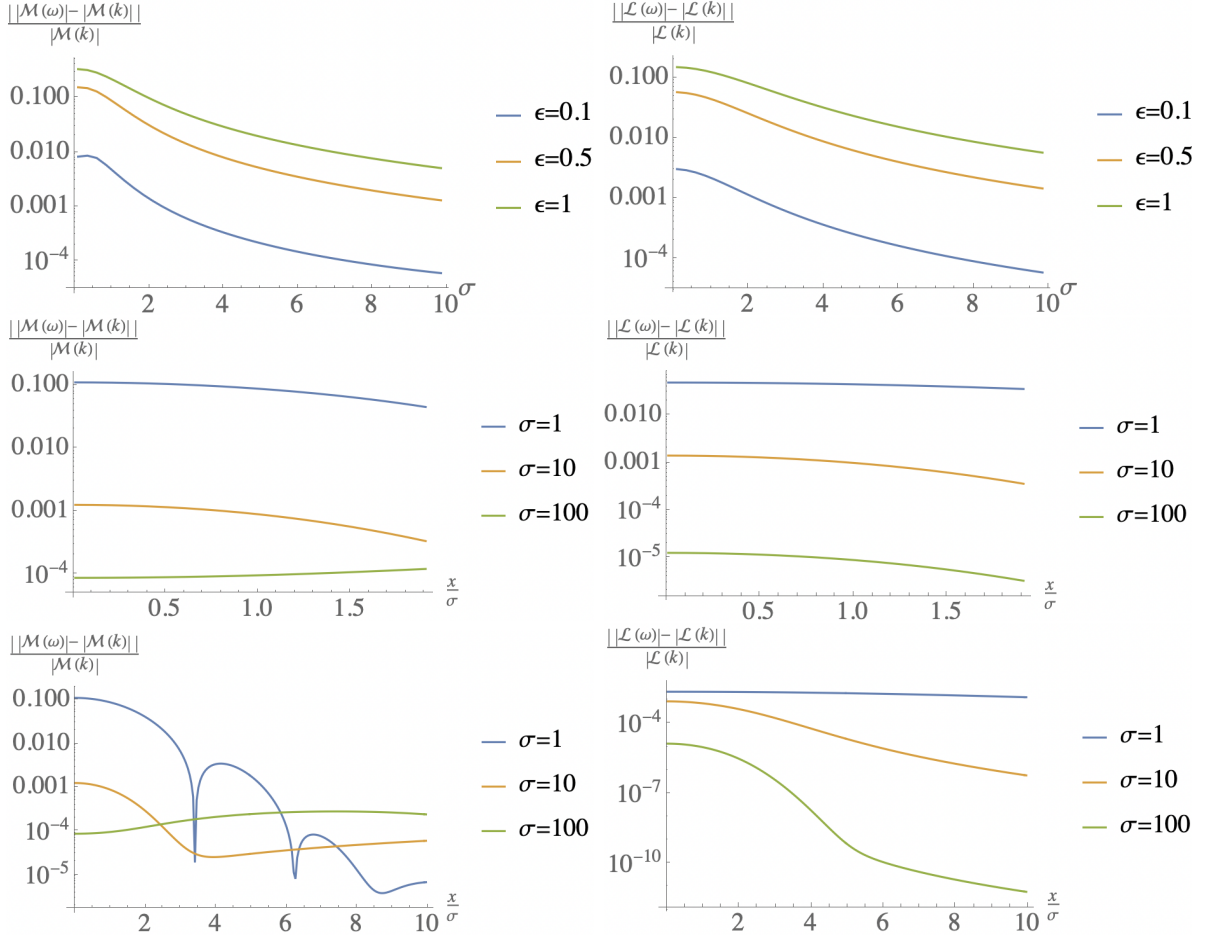 ||ℳ(ω)|−|ℳ(k)||
|ℳ(k)|
0.100
0.010
0.001
10⁻⁴
2 4 6 8 10 σ
ϵ=0.1
ϵ=0.5
ϵ=1
||ℒ(ω)|−|ℒ(k)||
|ℒ(k)|
0.100
0.010
0.001
10⁻⁴
2 4 6 8 10 σ
ϵ=0.1
ϵ=0.5
ϵ=1
||ℳ(ω)|−|ℳ(k)||
|ℳ(k)|
0.100
0.010
0.001
10⁻⁴
0.5 1.0 1.5
x
σ
σ=1
σ=10
σ=100
||ℒ(ω)|−|ℒ(k)||
|ℒ(k)|
0.010
0.001
10⁻⁴
10⁻⁵
0.5 1.0 1.5
x
σ
σ=1
σ=10
σ=100
||ℳ(ω)|−|ℳ(k)||
|ℳ(k)|
0.100
0.010
0.001
10⁻⁴
10⁻⁵
2 4 6 8 10
x
σ
σ=1
σ=10
σ=100
||ℒ(ω)|−|ℒ(k)||
|ℒ(k)|
10⁻⁴
10⁻⁷
10⁻¹⁰
2 4 6 8 10
x
σ
σ=1
σ=10
σ=100